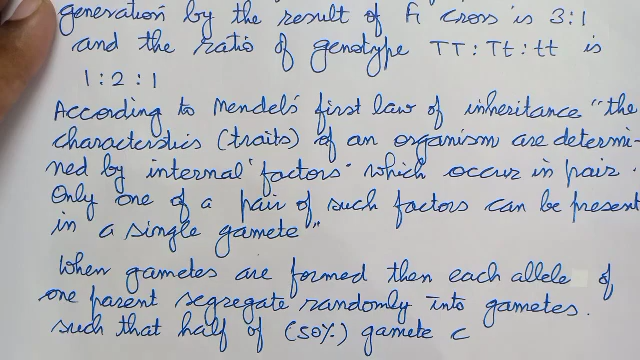 generation by the result of F1 cross is 3:1
and the ratio of genotype TT:Tt:tt is
1:2:1
According to Mendel's first law of inheritance "the
characteristics (traits) of an organism are determi-
ned by internal 'factors' which occur in pair.
Only one of a pair of such factors can be present
in a single gamete"
When gametes are formed then each allele of
one parent segregate randomly into gametes.
such that half of (50%) gamete c